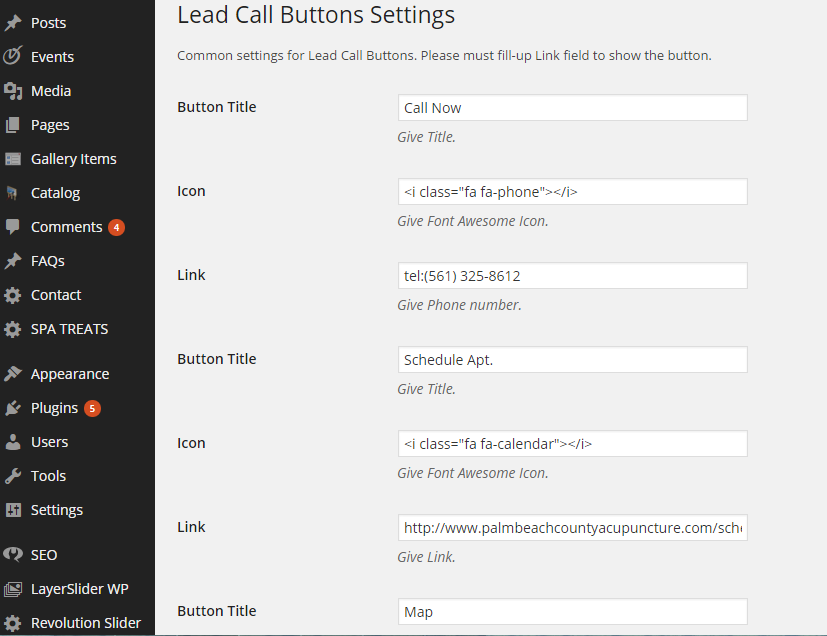 Posts
Events
Media
Pages
Gallery Items
Catalog
Comments 4
FAQs
Contact
SPA TREATS
Appearance
Plugins 5
Users
Tools
Settings
SEO
LayerSlider WP
Revolution Slider
Lead Call Buttons Settings
Common settings for Lead Call Buttons. Please must fill-up Link field to show the button.
Button Title
Call Now
Give Title.
Icon
<i class="fa fa-phone"></i>
Give Font Awesome Icon.
Link
tel:(561) 325-8612
Give Phone number.
Button Title
Schedule Apt.
Give Title.
Icon
<i class="fa fa-calendar"></i>
Give Font Awesome Icon.
Link
http://www.palmbeachcountyacupuncture.com/sche
Give Link.
Button Title
Map